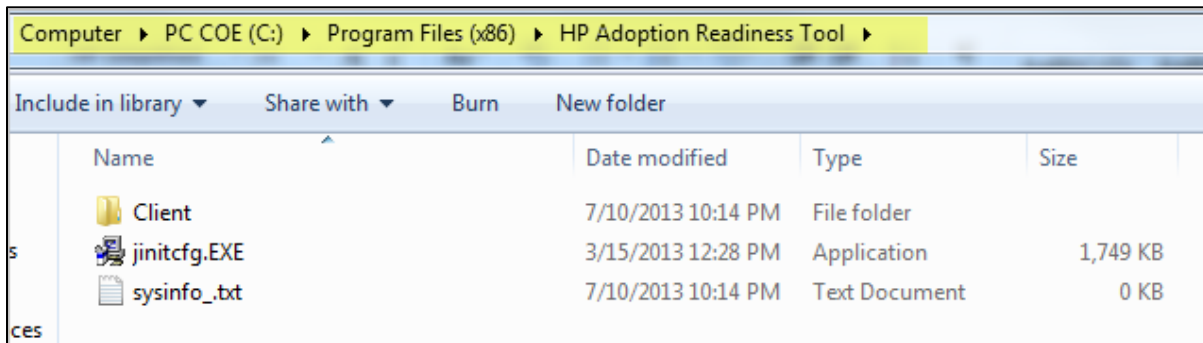 Computer ▸ PC COE (C:) ▸ Program Files (x86) ▸ HP Adoption Readiness Tool ▸
Include in library ▾ Share with ▾ Burn New folder
Name Date modified Type Size
Client 7/10/2013 10:14 PM File folder
s jinitcfg.EXE 3/15/2013 12:28 PM Application 1,749 KB
sysinfo_.txt 7/10/2013 10:14 PM Text Document 0 KB
ces